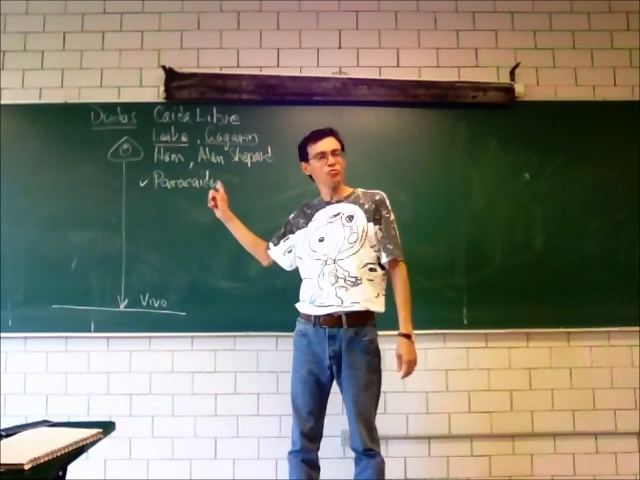 Dudas Caída Libre
Laika, Gagarin
Ham, Alan Shepard
✓ Paracaidas
Vivo